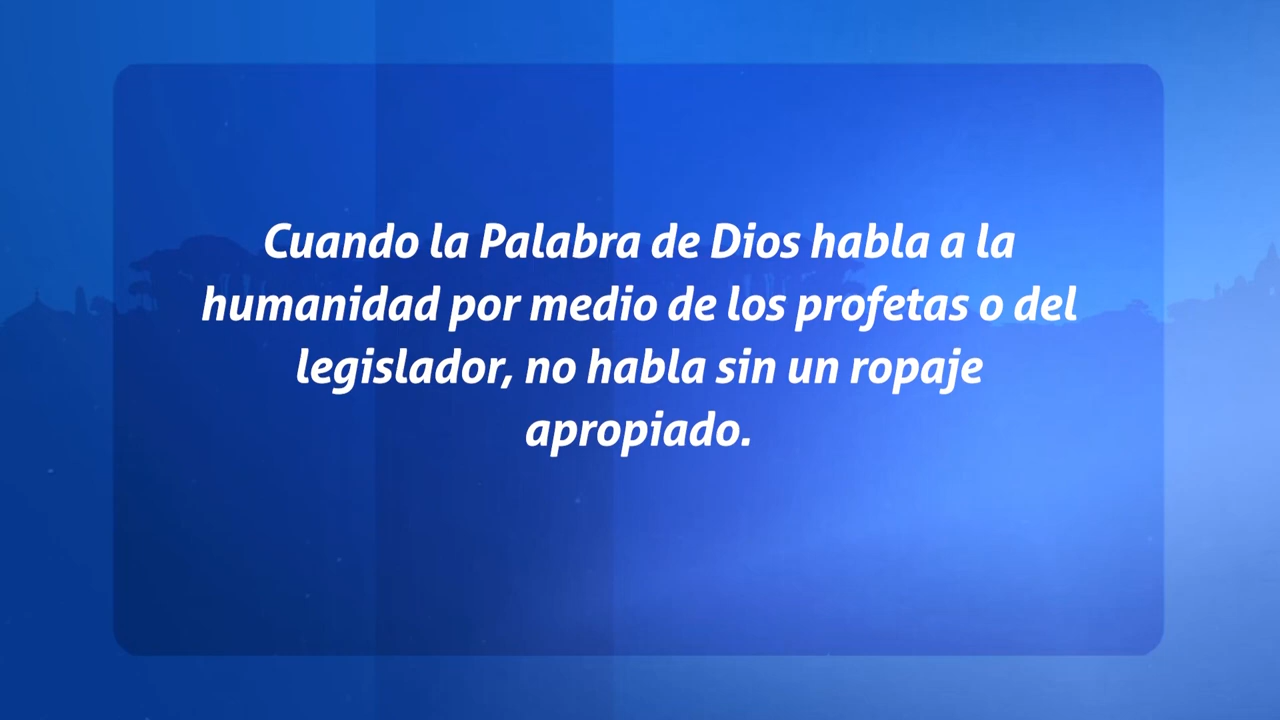 Cuando la Palabra de Dios habla a la
humanidad por medio de los profetas o del
legislador, no habla sin un ropaje
apropiado.